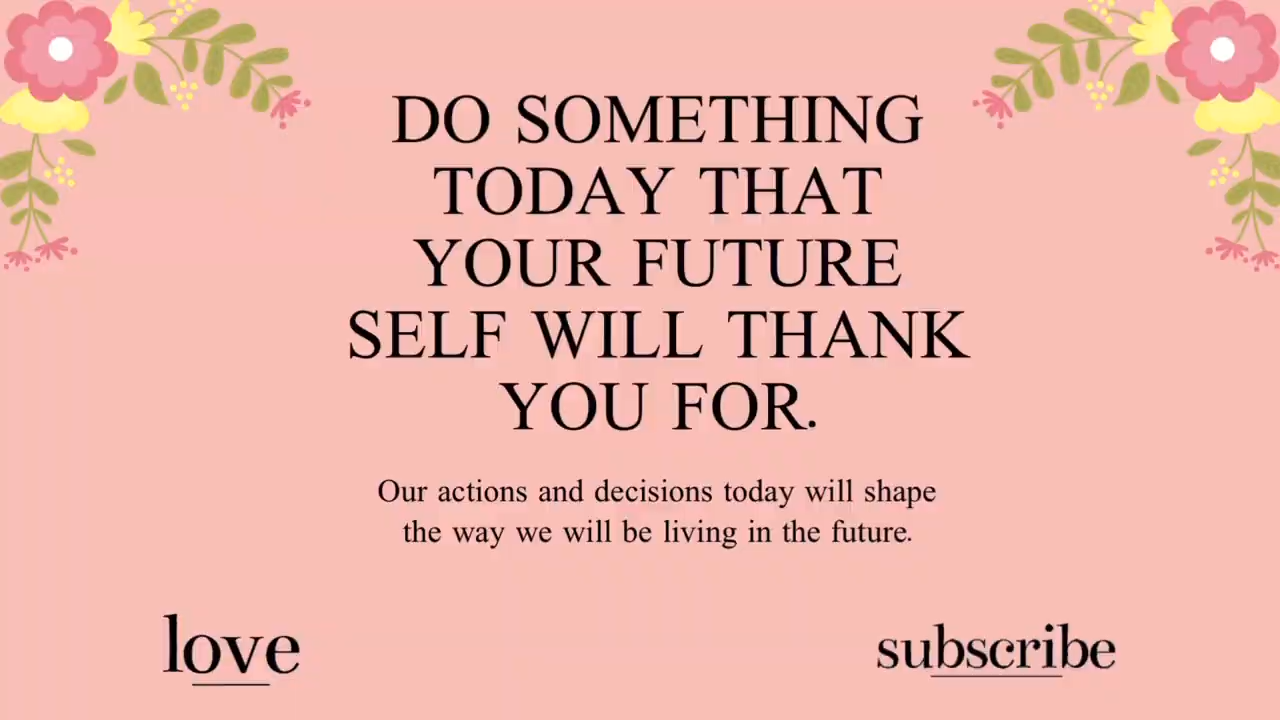 DO SOMETHING
TODAY THAT
YOUR FUTURE
SELF WILL THANK
YOU FOR.
Our actions and decisions today will shape
the way we will be living in the future.
love
subscribe